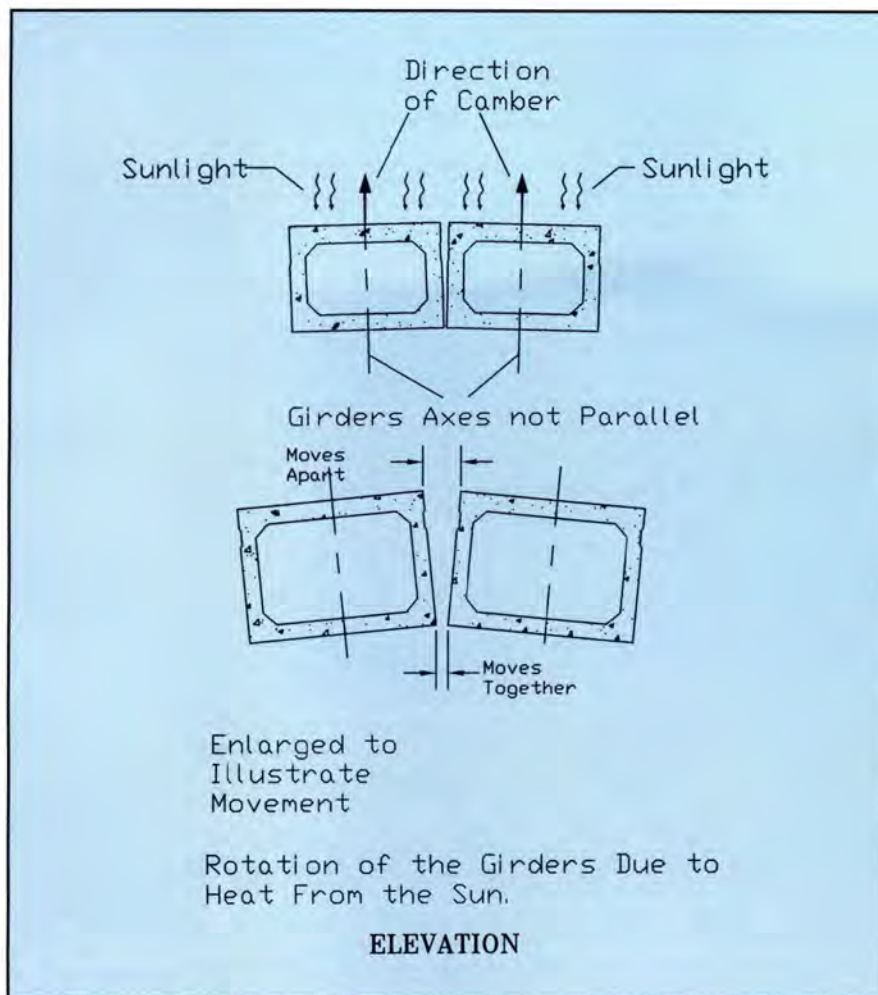 Direction
of Camber
Sunlight
Sunlight
Girders Axes not Parallel
Moves
Apart
Moves
Together
Enlarged to
Illustrate
Movement
Rotation of the Girders Due to
Heat From the Sun.
ELEVATION